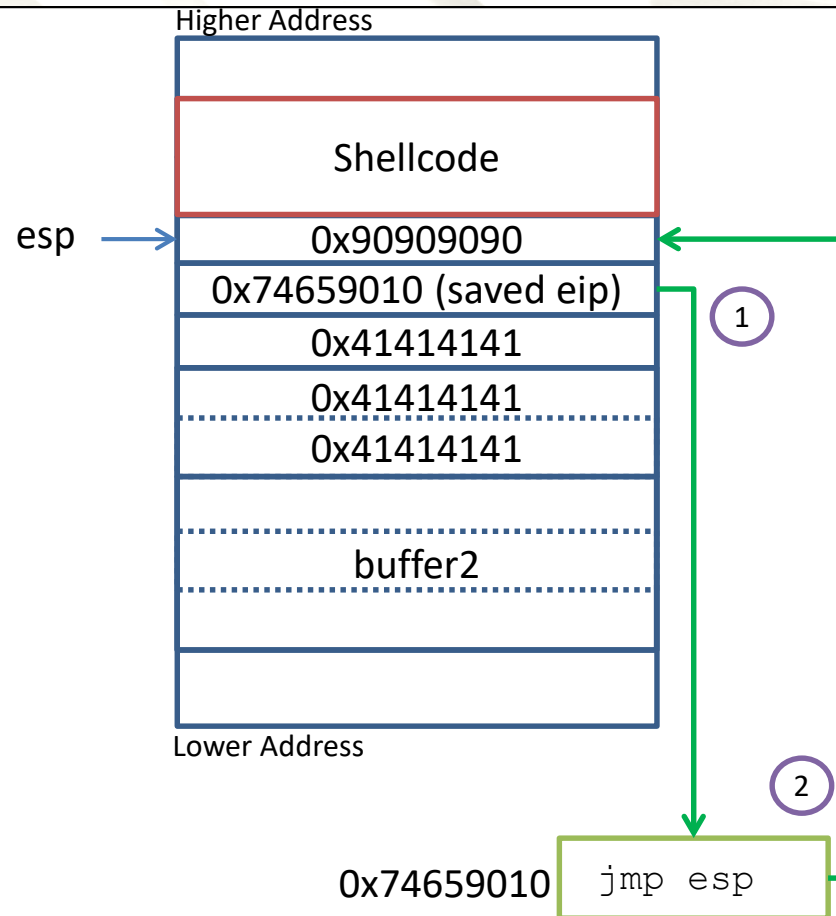 Higher Address
Shellcode
esp
0x90909090
0x74659010 (saved eip)
1
0x41414141
0x41414141
0x41414141
buffer2
Lower Address
2
0x74659010
jmp esp